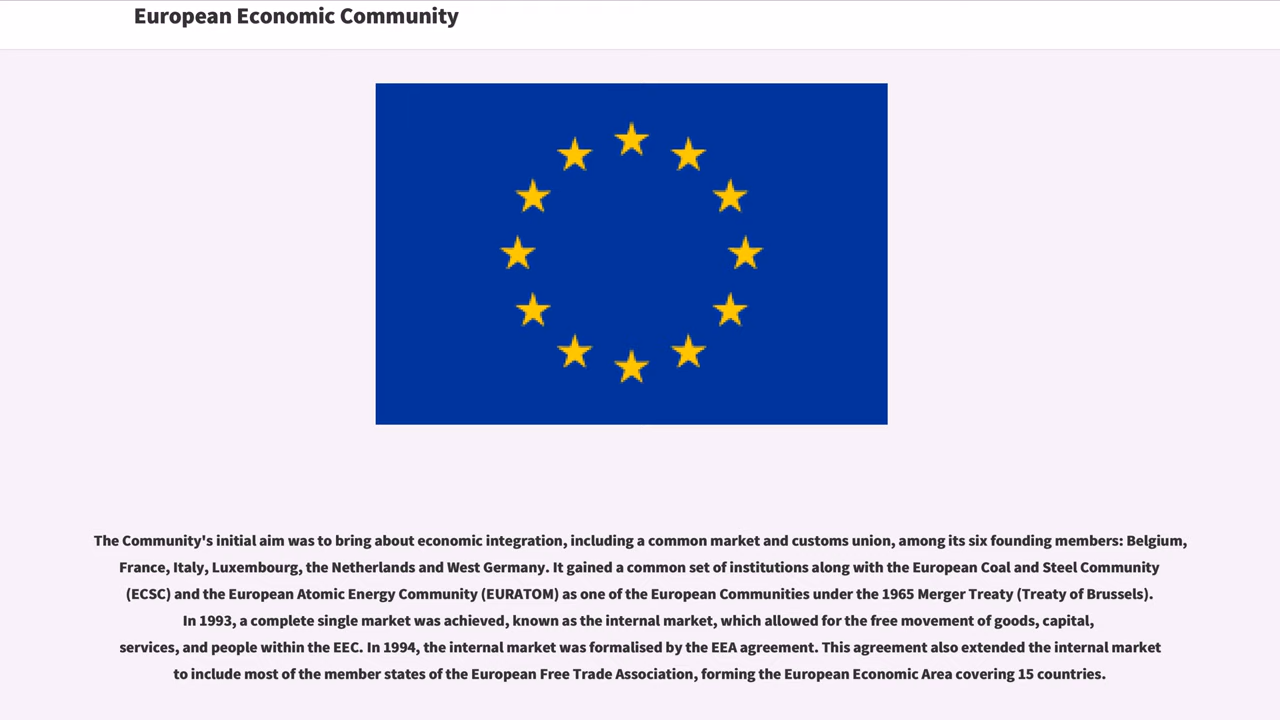 European Economic Community
The Community's initial aim was to bring about economic integration, including a common market and customs union, among its six founding members: Belgium,
France, Italy, Luxembourg, the Netherlands and West Germany. It gained a common set of institutions along with the European Coal and Steel Community
(ECSC) and the European Atomic Energy Community (EURATOM) as one of the European Communities under the 1965 Merger Treaty (Treaty of Brussels).
In 1993, a complete single market was achieved, known as the internal market, which allowed for the free movement of goods, capital,
services, and people within the EEC. In 1994, the internal market was formalised by the EEA agreement. This agreement also extended the internal market
to include most of the member states of the European Free Trade Association, forming the European Economic Area covering 15 countries.